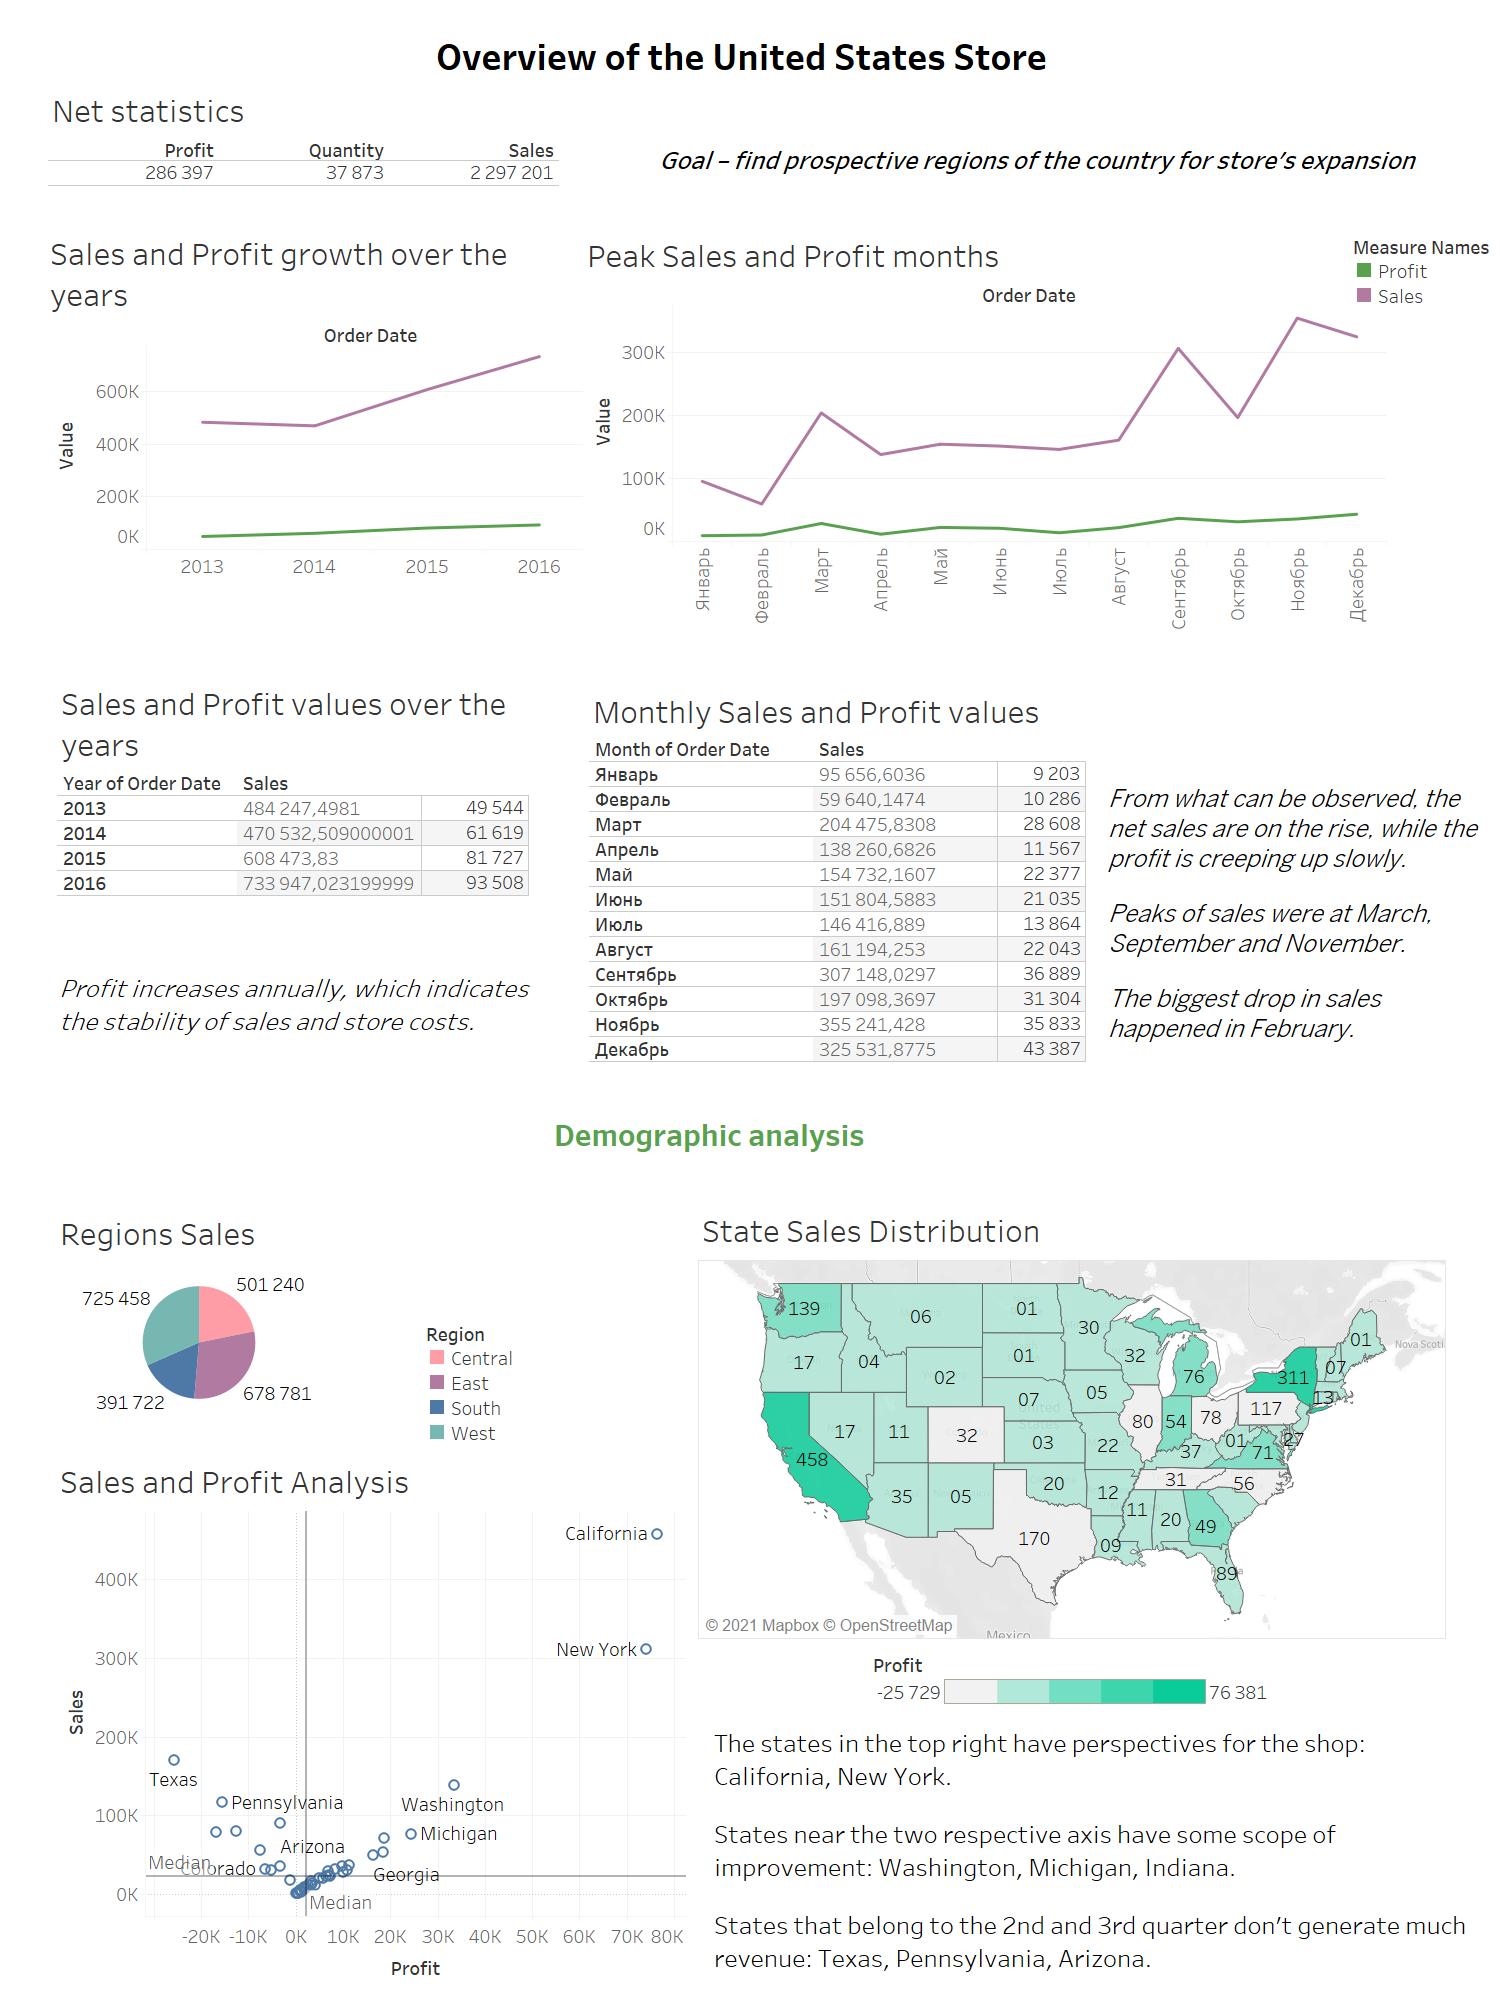 Overview of the United States Store
Net statistics
Profit Quantity Sales
286 397 37 873 2 297 201
Goal – find prospective regions of the country for store's expansion
Sales and Profit growth over the
years
Order Date
Value
600K
400K
200K
0K
2013 2014 2015 2016
Peak Sales and Profit months
Measure Names
Profit
Sales
Order Date
Value
300K
200K
100K
0K
Январь Февраль Март Апрель Май Июнь Июль Август Сентябрь Октябрь Ноябрь Декабрь
Sales and Profit values over the
years
Year of Order Date Sales
2013 484 247,4981 49 544
2014 470 532,509000001 61 619
2015 608 473,83 81 727
2016 733 947,023199999 93 508
Profit increases annually, which indicates
the stability of sales and store costs.
Monthly Sales and Profit values
Month of Order Date Sales
Январь 95 656,6036 9 203
Февраль 59 640,1474 10 286
Март 204 475,8308 28 608
Апрель 138 260,6826 11 567
Май 154 732,1607 22 377
Июнь 151 804,5883 21 035
Июль 146 416,889 13 864
Август 161 194,253 22 043
Сентябрь 307 148,0297 36 889
Октябрь 197 098,3697 31 304
Ноябрь 355 241,428 35 833
Декабрь 325 531,8775 43 387
From what can be observed, the
net sales are on the rise, while the
profit is creeping up slowly.
Peaks of sales were at March,
September and November.
The biggest drop in sales
happened in February.
Demographic analysis
Regions Sales
725 458 501 240
391 722 678 781
Region
Central
East
South
West
Sales and Profit Analysis
Sales
400K
300K
200K
100K
0K
California
New York
Texas
Pennsylvania
Washington
Michigan
Arizona
Median
Colorado
Georgia
Median
-20K -10K 0K 10K 20K 30K 40K 50K 60K 70K 80K
Profit
State Sales Distribution
139 06 01 30 01
17 04 01 32 76 311 07
02 13
07 05 117
458 17 11 32 03 80 54 78 01 27
22 37 71
35 05 20 12 31 56
170 11 20 49
09 89
Nova Scoti
Mexico
© 2021 Mapbox © OpenStreetMap
Profit
-25 729 76 381
The states in the top right have perspectives for the shop:
California, New York.
States near the two respective axis have some scope of
improvement: Washington, Michigan, Indiana.
States that belong to the 2nd and 3rd quarter don't generate much
revenue: Texas, Pennsylvania, Arizona.